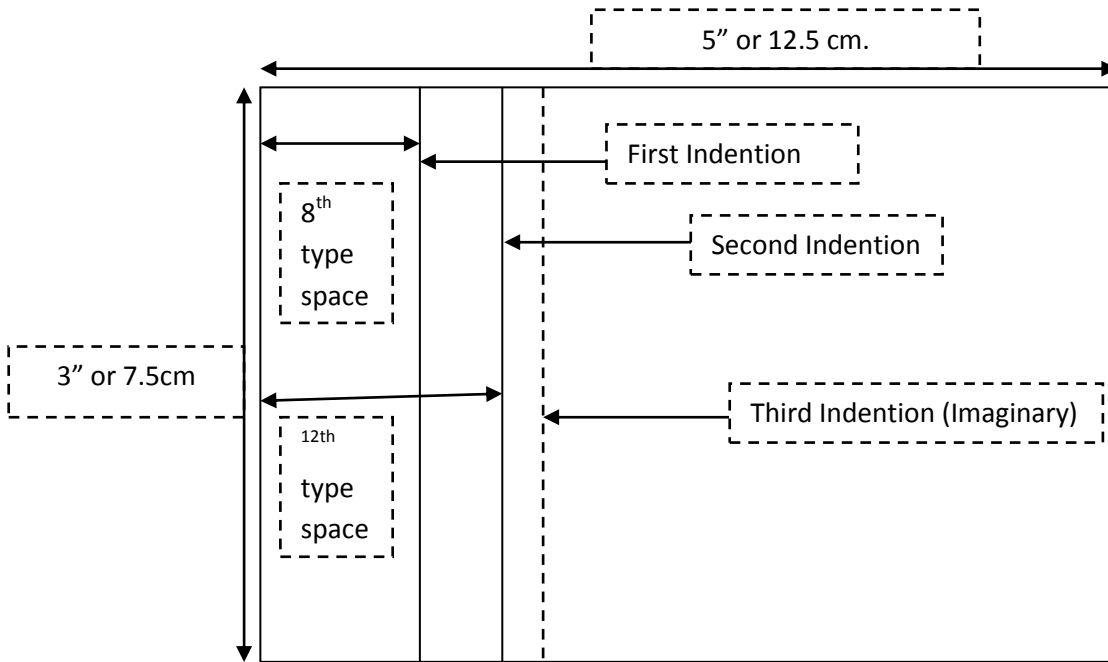 5” or 12.5 cm.
First Indention
8th
type
space
Second Indention
3” or 7.5cm
Third Indention (Imaginary)
12th
type
space